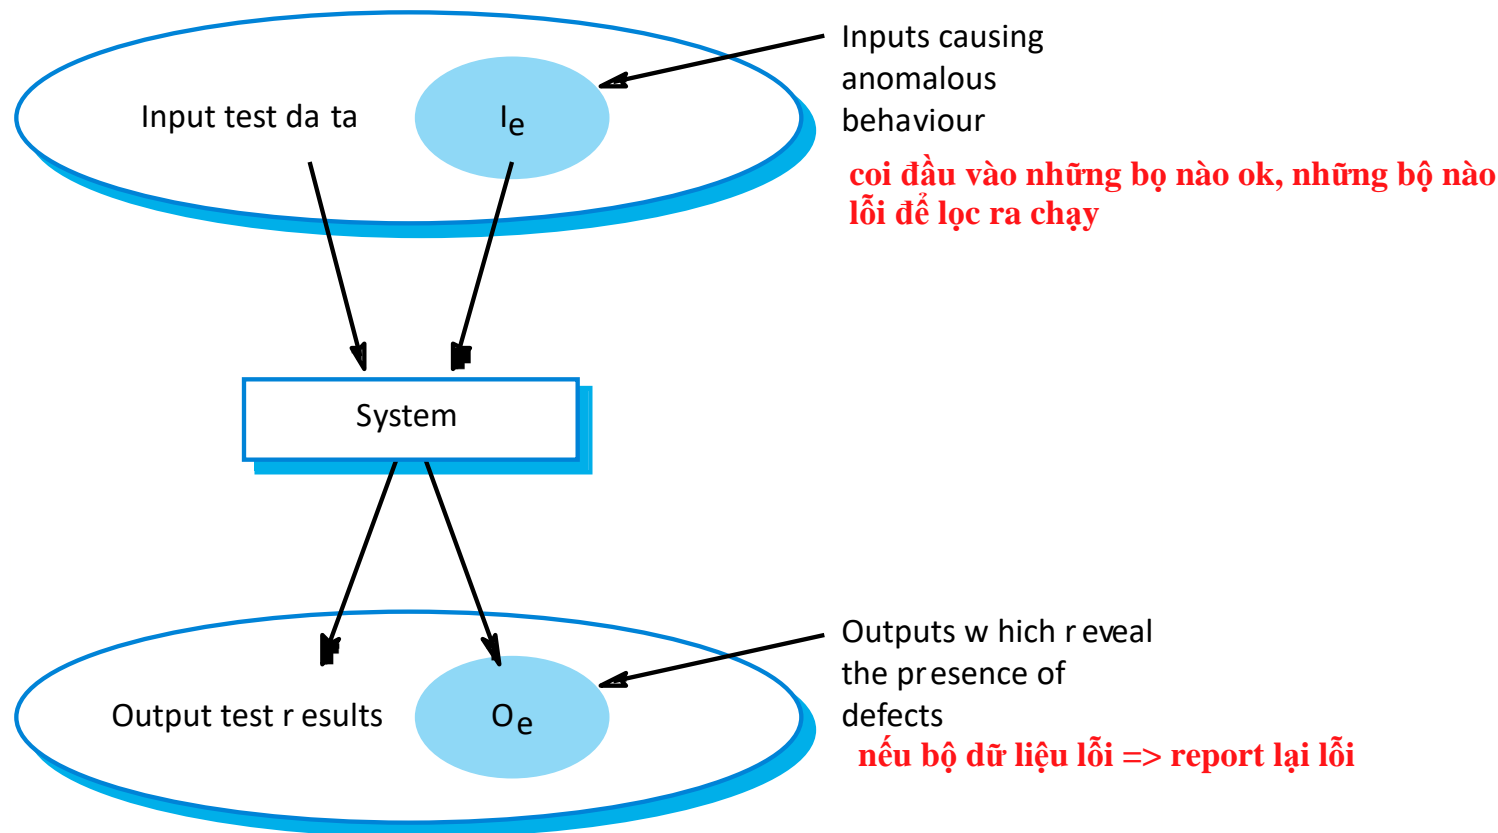 Inputs causing
anomalous
behaviour
Input test da ta
Ie
coi đầu vào những bọ nào ok, những bộ nào
lỗi để lọc ra chạy
System
Outputs w hich r eveal
the pr esence of
defects
Output test r esults
Oe
nếu bộ dữ liệu lỗi => report lại lỗi